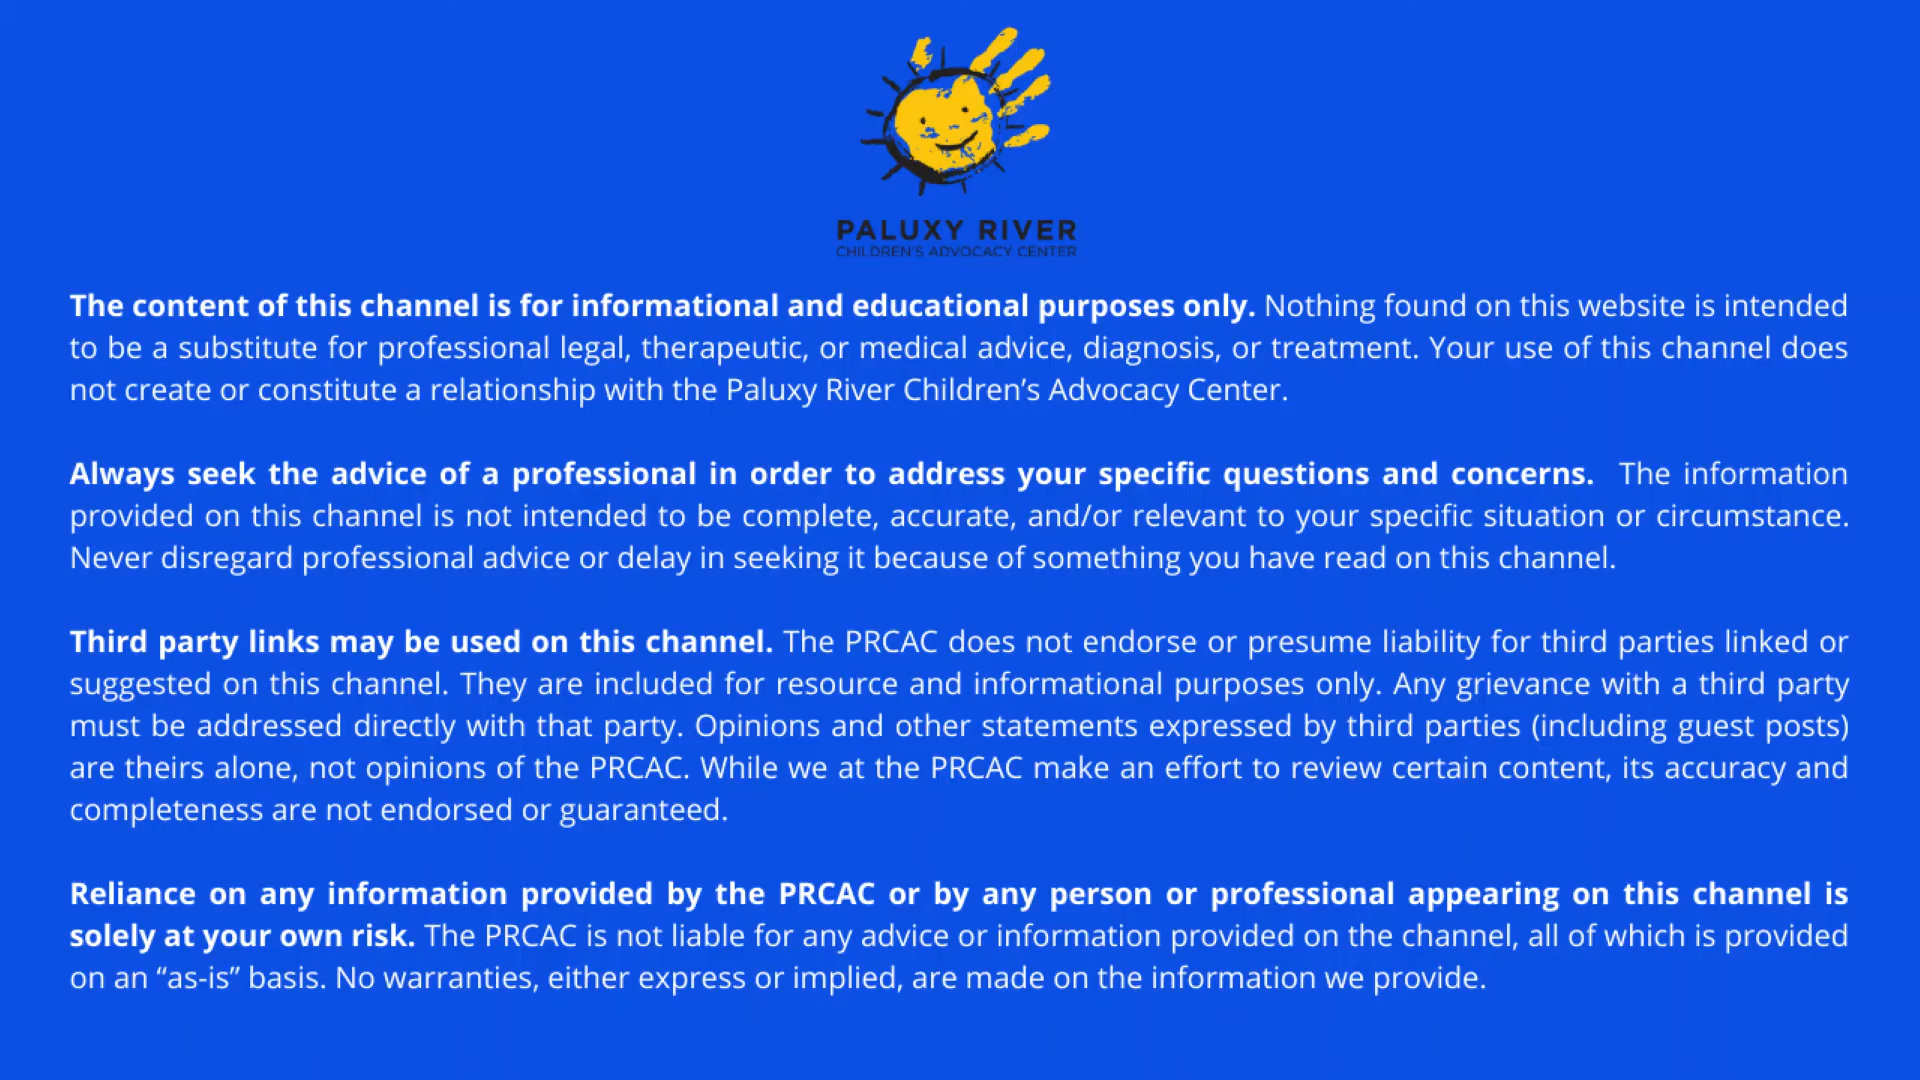 PALUXY RIVER
CHILDREN'S ADVOCACY CENTER
The content of this channel is for informational and educational purposes only. Nothing found on this website is intended
to be a substitute for professional legal, therapeutic, or medical advice, diagnosis, or treatment. Your use of this channel does
not create or constitute a relationship with the Paluxy River Children’s Advocacy Center.
Always seek the advice of a professional in order to address your specific questions and concerns. The information
provided on this channel is not intended to be complete, accurate, and/or relevant to your specific situation or circumstance.
Never disregard professional advice or delay in seeking it because of something you have read on this channel.
Third party links may be used on this channel. The PRCAC does not endorse or presume liability for third parties linked or
suggested on this channel. They are included for resource and informational purposes only. Any grievance with a third party
must be addressed directly with that party. Opinions and other statements expressed by third parties (including guest posts)
are theirs alone, not opinions of the PRCAC. While we at the PRCAC make an effort to review certain content, its accuracy and
completeness are not endorsed or guaranteed.
Reliance on any information provided by the PRCAC or by any person or professional appearing on this channel is
solely at your own risk. The PRCAC is not liable for any advice or information provided on the channel, all of which is provided
on an “as-is” basis. No warranties, either express or implied, are made on the information we provide.